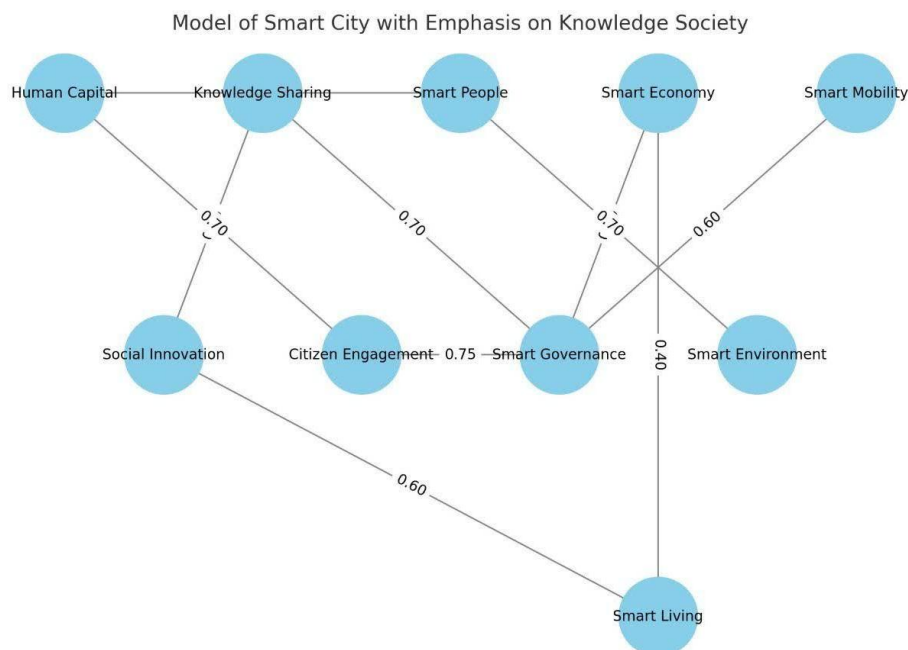 Model of Smart City with Emphasis on Knowledge Society
Human Capital
Knowledge Sharing
Smart People
Smart Economy
Smart Mobility
0.70
0.70
0.70
0.60
Social Innovation
Citizen Engagement
0.75
Smart Governance
Smart Environment
0.40
0.60
Smart Living